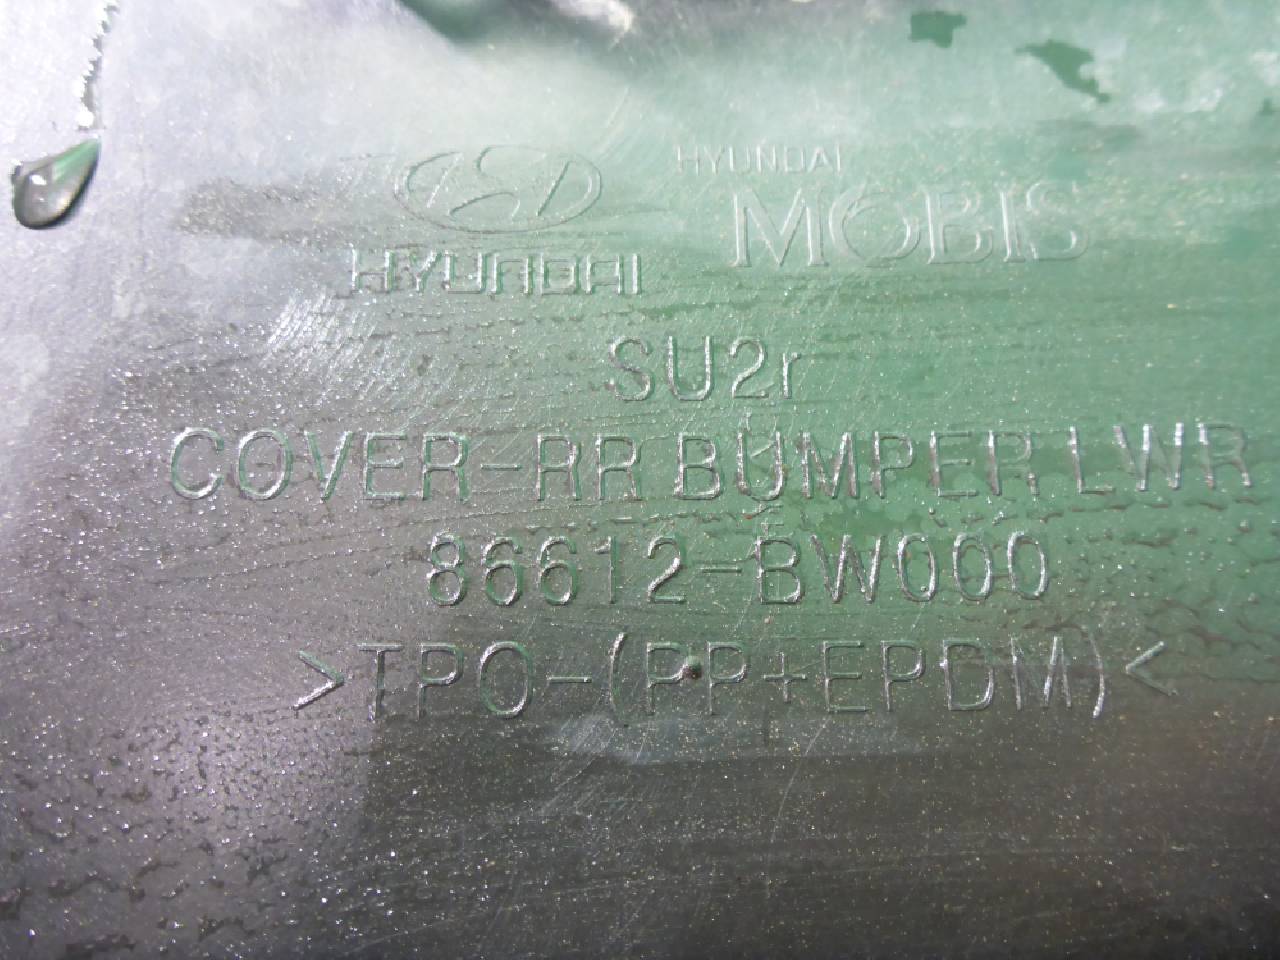 HYUNDAI
HYUNDAI
MOBIS
SU2r
COVER-RR BUMPER LWR
86612-BW000
>TPO-(PP+EPDM)<